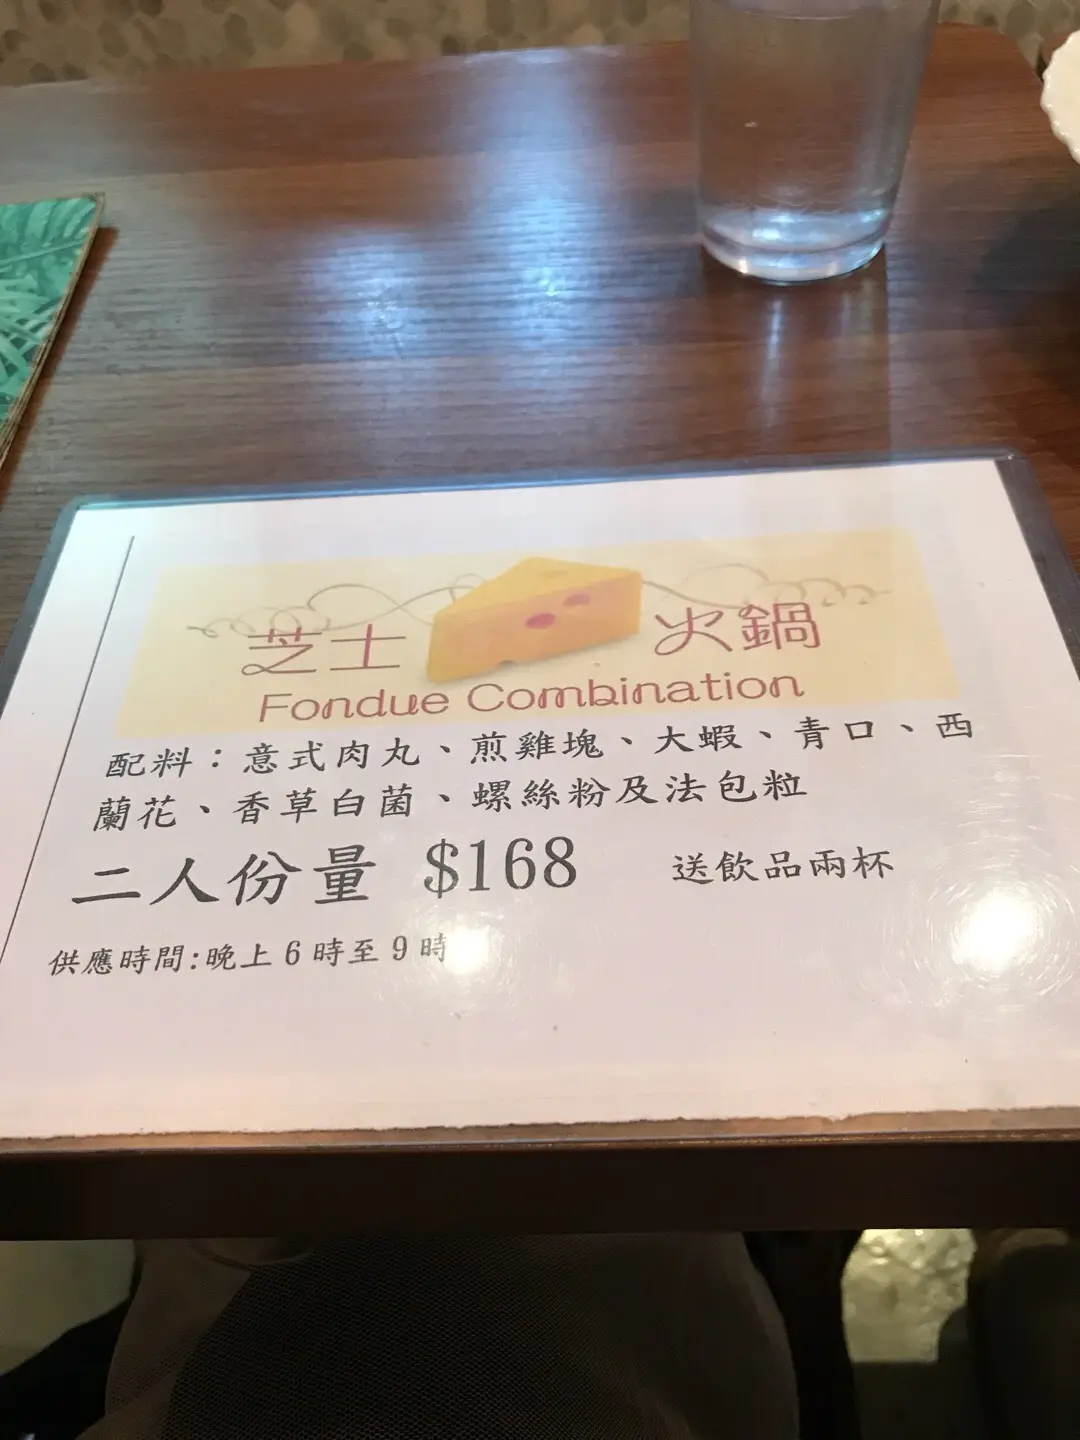 芝士 火鍋
Fondue Combination
配料：意式肉丸、煎雞塊、大蝦、青口、西
蘭花、香草白菌、螺絲粉及法包粒
二人份量 $168 送飲品兩杯
供應時間:晚上6時至9時